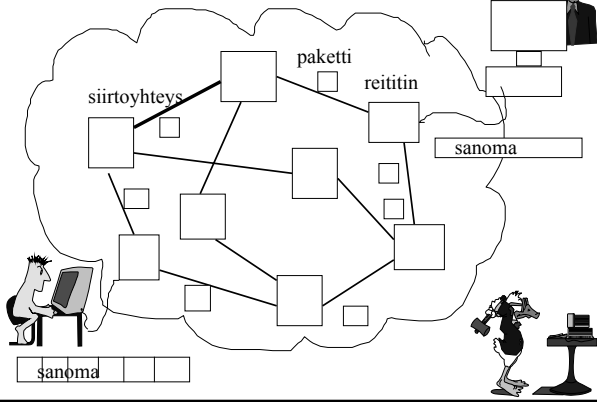 paketti
reititin
siirtoyhteys
sanoma
sanoma